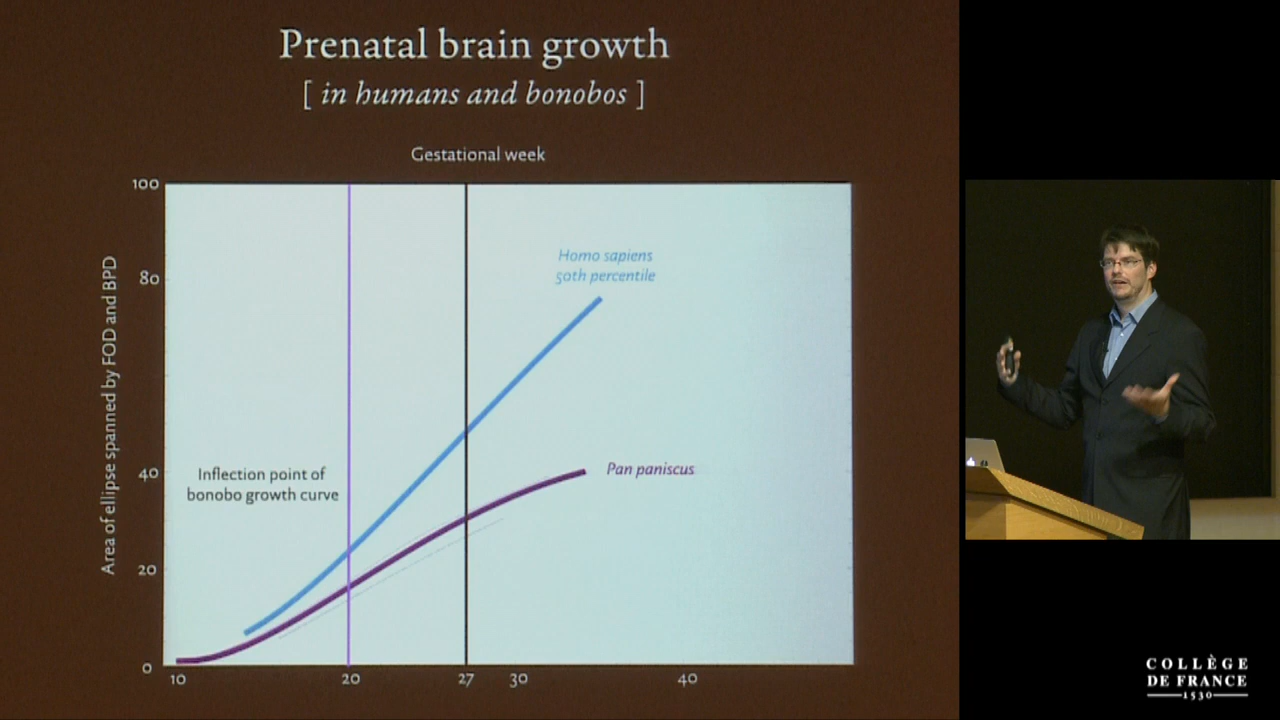 Prenatal brain growth
[ in humans and bonobos ]
Gestational week
100
80
40
20
0
Area of ellipse spanned by FOD and BPD
Homo sapiens
50th percentile
Inflection point of
bonobo growth curve
Pan paniscus
10
20
27
30
40
COLLÈGE
DE FRANCE
1530